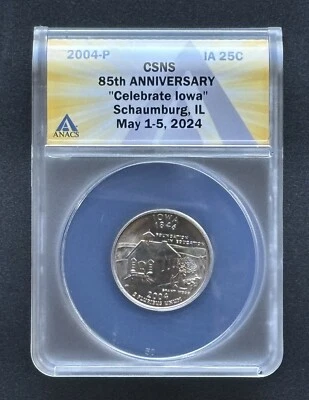 2004-P IA 25C
CSNS
85th ANNIVERSARY
"Celebrate Iowa"
Schaumburg, IL
May 1-5, 2024
ANACS
IOWA
1846
FOUNDATION
IN EDUCATION
GRANT WOOD
2004
E PLURIBUS UNUM